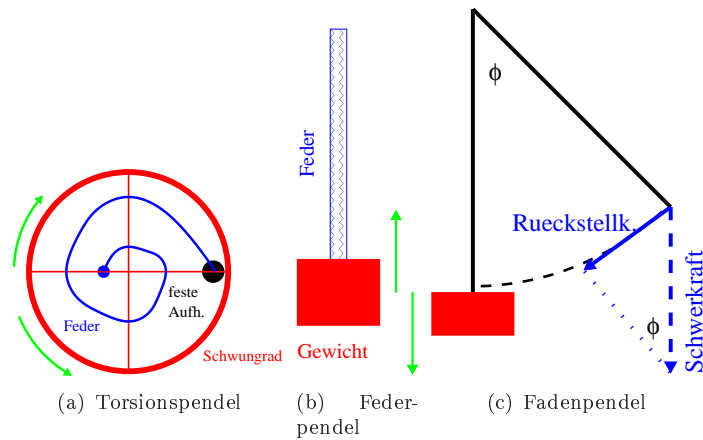 feste
Aufh.
Feder
Schwungrad
(a) Torsionspendel
Feder
Gewicht
(b) Feder-
pendel
ϕ
Rueckstellk.
Schwerkraft
ϕ
(c) Fadenpendel